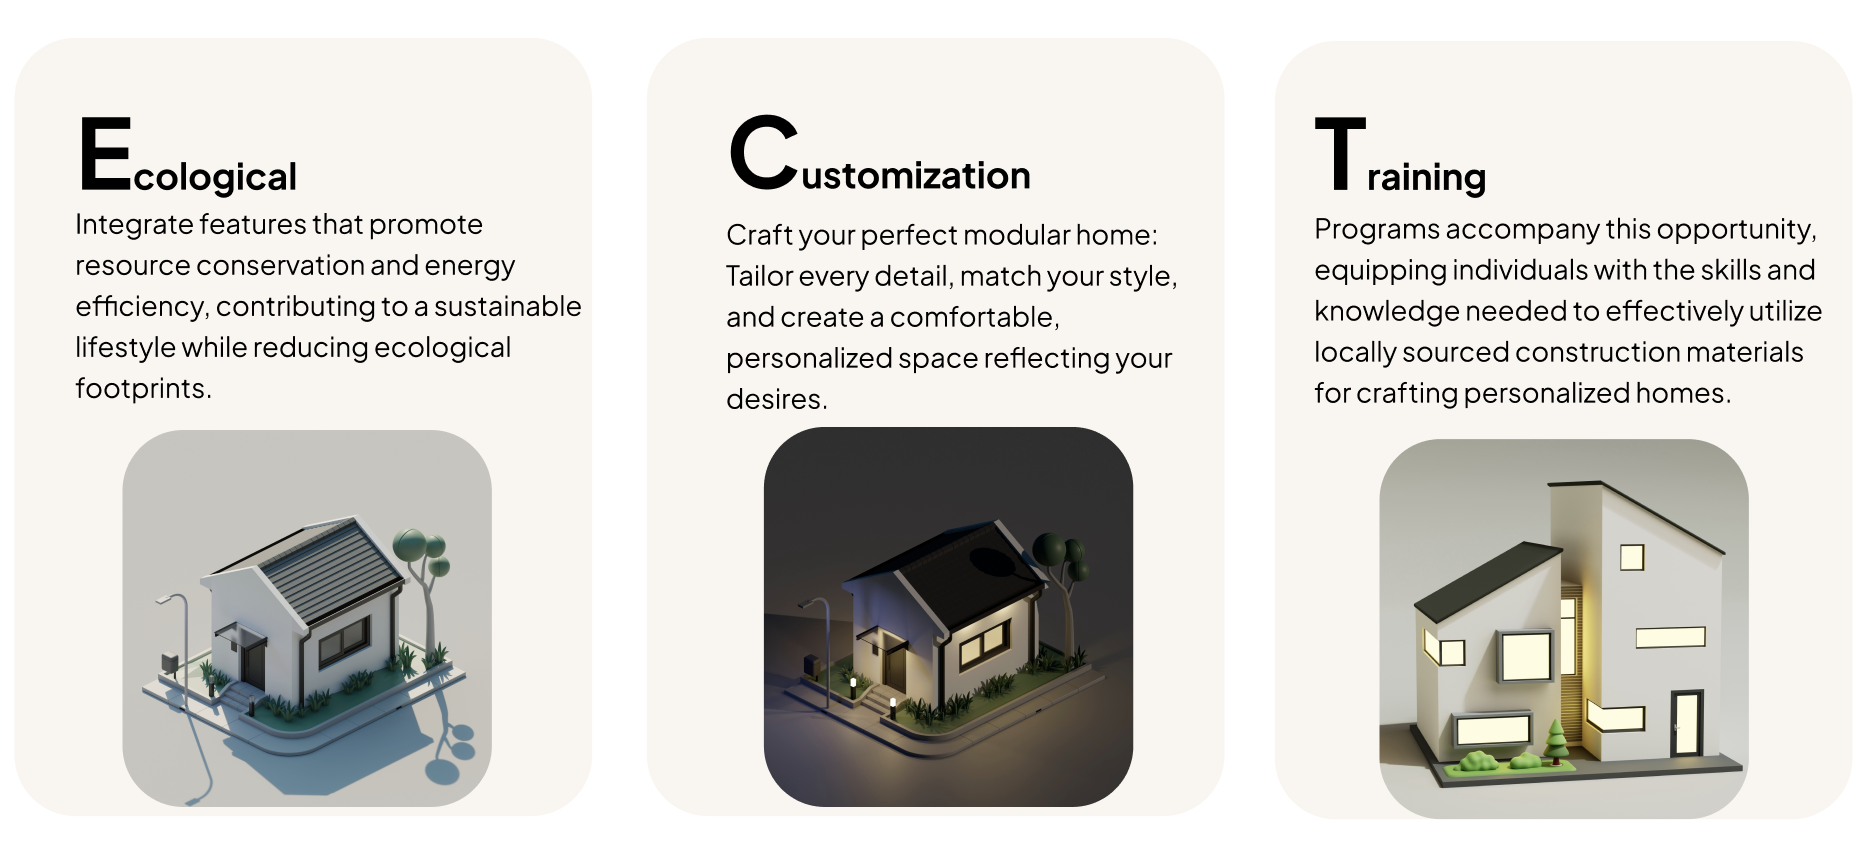 Ecological
Integrate features that promote
resource conservation and energy
efficiency, contributing to a sustainable
lifestyle while reducing ecological
footprints.
Customization
Craft your perfect modular home:
Tailor every detail, match your style,
and create a comfortable,
personalized space reflecting your
desires.
Training
Programs accompany this opportunity,
equipping individuals with the skills and
knowledge needed to effectively utilize
locally sourced construction materials
for crafting personalized homes.